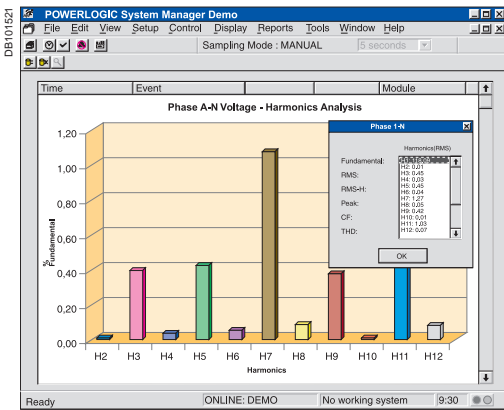 DB101521
POWERLOGIC System Manager Demo
File Edit View Setup Control Display Reports Tools Window Help
Sampling Mode : MANUAL 5 seconds
Time Event Module
Phase A-N Voltage - Harmonics Analysis
% Fundamental
1,20
1,00
0,80
0,60
0,40
0,20
0,00
H2 H3 H4 H5 H6 H7 H8 H9 H10 H11 H12
Harmonics
Phase 1-N
Harmonics(RMS)
Fundamental:
RMS:
RMS-H:
Peak:
CF:
THD:
H2: 0.01
H3: 0.45
H4: 0,03
H5: 0.45
H6: 0.04
H7: 1,27
H8: 0.05
H9: 0.42
H10: 0,01
H11: 1,03
H12: 0.07
OK
Ready ONLINE: DEMO No working system 9:30